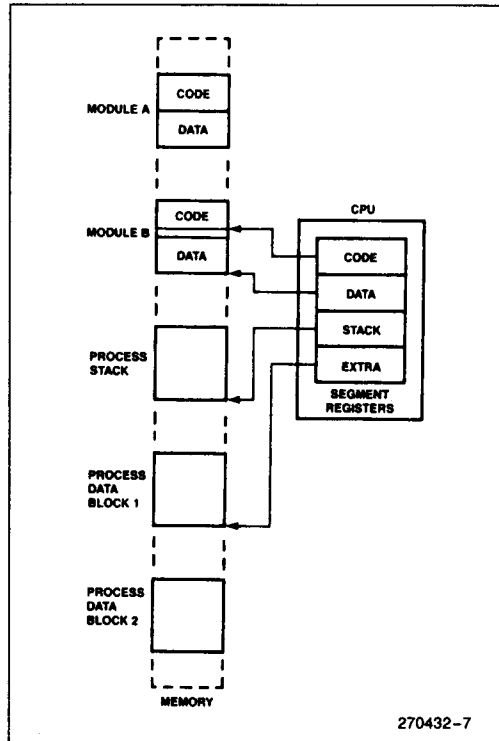 MODULE A
CODE
DATA
MODULE B
CODE
DATA
CPU
CODE
DATA
STACK
EXTRA
SEGMENT
REGISTERS
PROCESS
STACK
PROCESS
DATA
BLOCK 1
PROCESS
DATA
BLOCK 2
MEMORY
270432-7